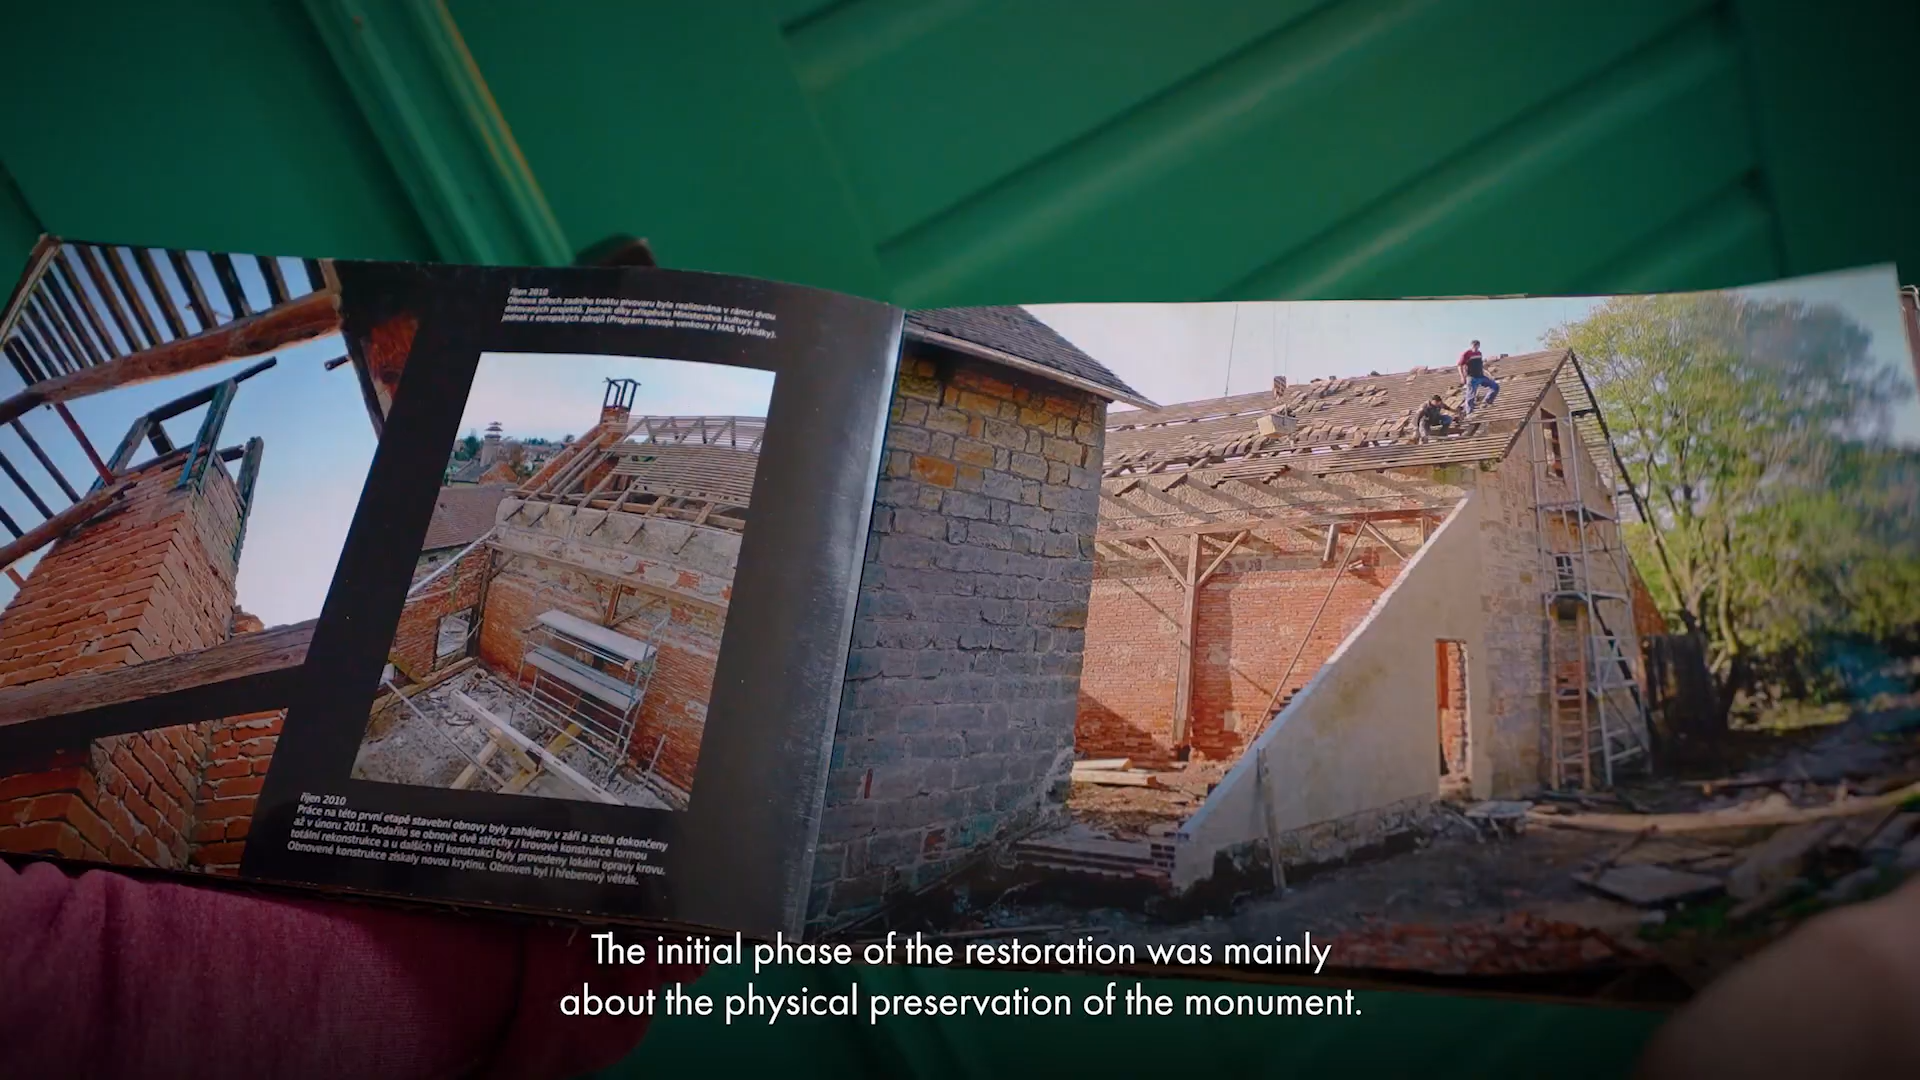 říjen 2010
Obnova střech zadního traktu pivovaru byla realizována v rámci dvou
dotovaných projektů. Jednak díky příspěvku Ministerstva kultury a
jednak z evropských zdrojů (Program rozvoje venkova / MAS Vyhlídky).
říjen 2010
Práce na této první etapě stavební obnovy byly zahájeny v září a zcela dokončeny
až v únoru 2011. Podařilo se obnovit dvě střechy / krovové konstrukce formou
totální rekonstrukce a u dalších tří konstrukcí byly provedeny lokální opravy krovu.
Obnovené konstrukce získaly novou krytinu. Obnoven byl i hřebenový větrák.
The initial phase of the restoration was mainly
about the physical preservation of the monument.